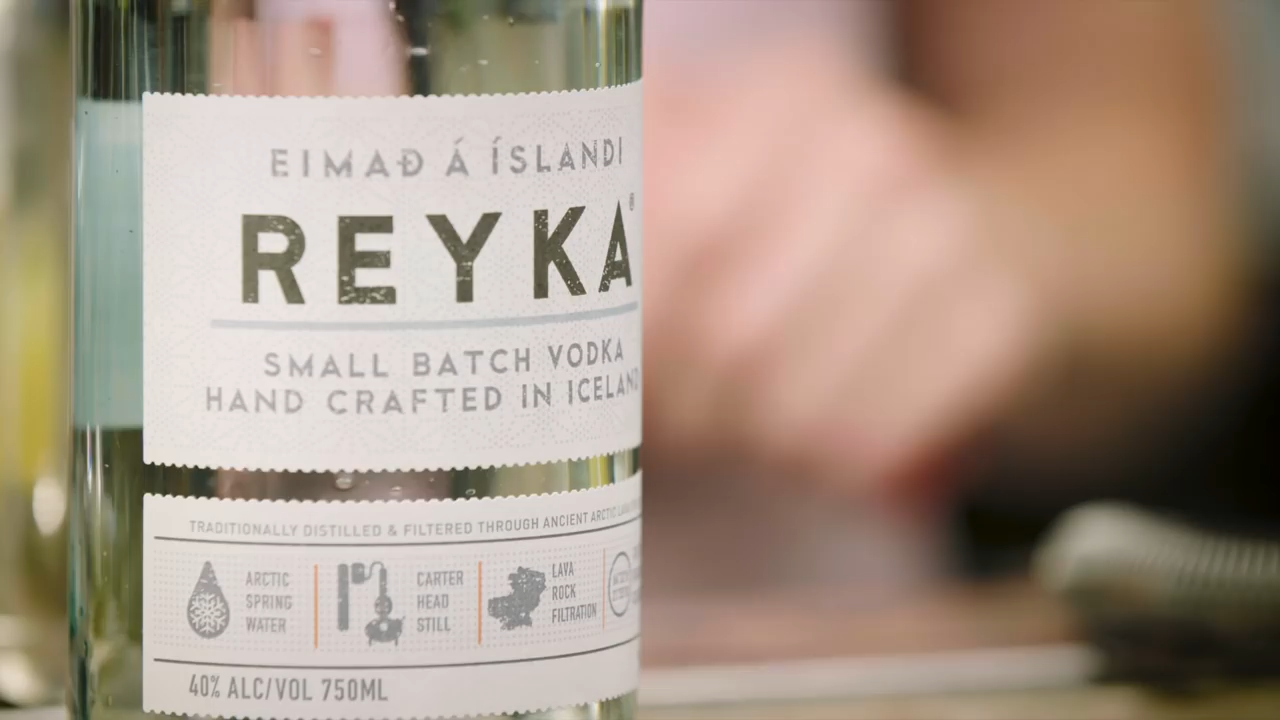 EIMAÐ Á ÍSLANDI
REYKA®
SMALL BATCH VODKA
HAND CRAFTED IN ICELAND
TRADITIONALLY DISTILLED & FILTERED THROUGH ANCIENT ARCTIC LAVA
ARCTIC
SPRING
WATER
CARTER
HEAD
STILL
LAVA
ROCK
FILTRATION
40% ALC/VOL 750ML